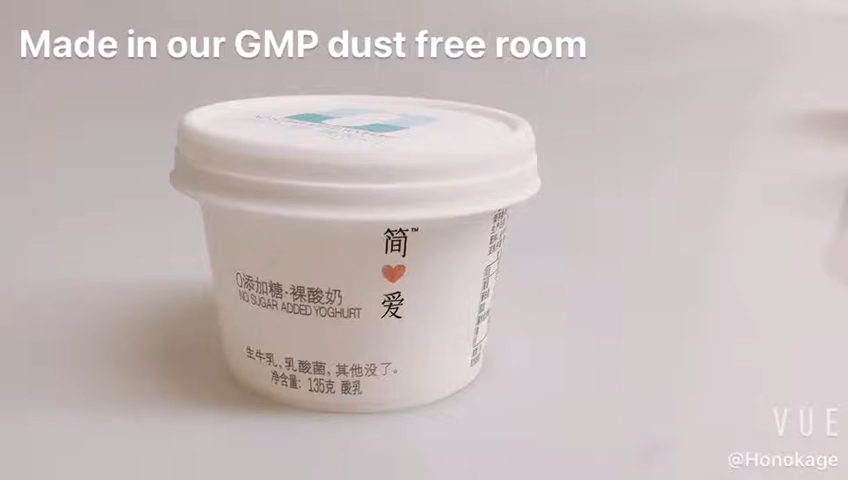 Made in our GMP dust free room
简™
爱
0添加糖·裸酸奶
NO SUGAR ADDED YOGHURT
生牛乳,乳酸菌,其他没了。
净含量: 135克 酸乳
VUE
@Honokage